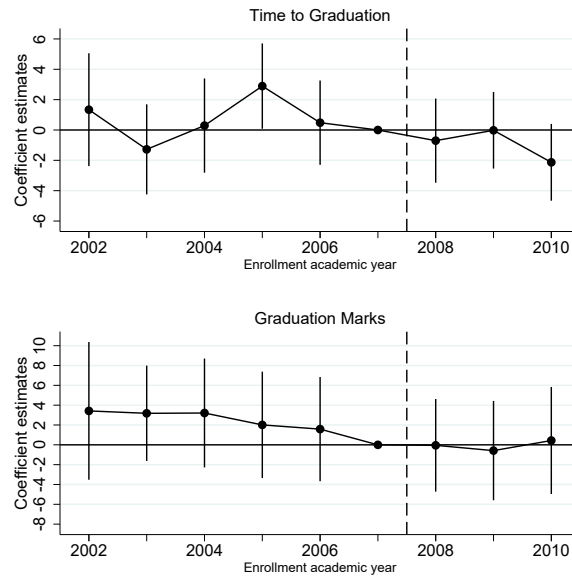 Time to Graduation
Coefficient estimates
6
4
2
0
-2
-4
-6
2002 2004 2006 2008 2010
Enrollment academic year
Graduation Marks
Coefficient estimates
10
8
6
4
2
0
-2
-4
-6
-8
2002 2004 2006 2008 2010
Enrollment academic year